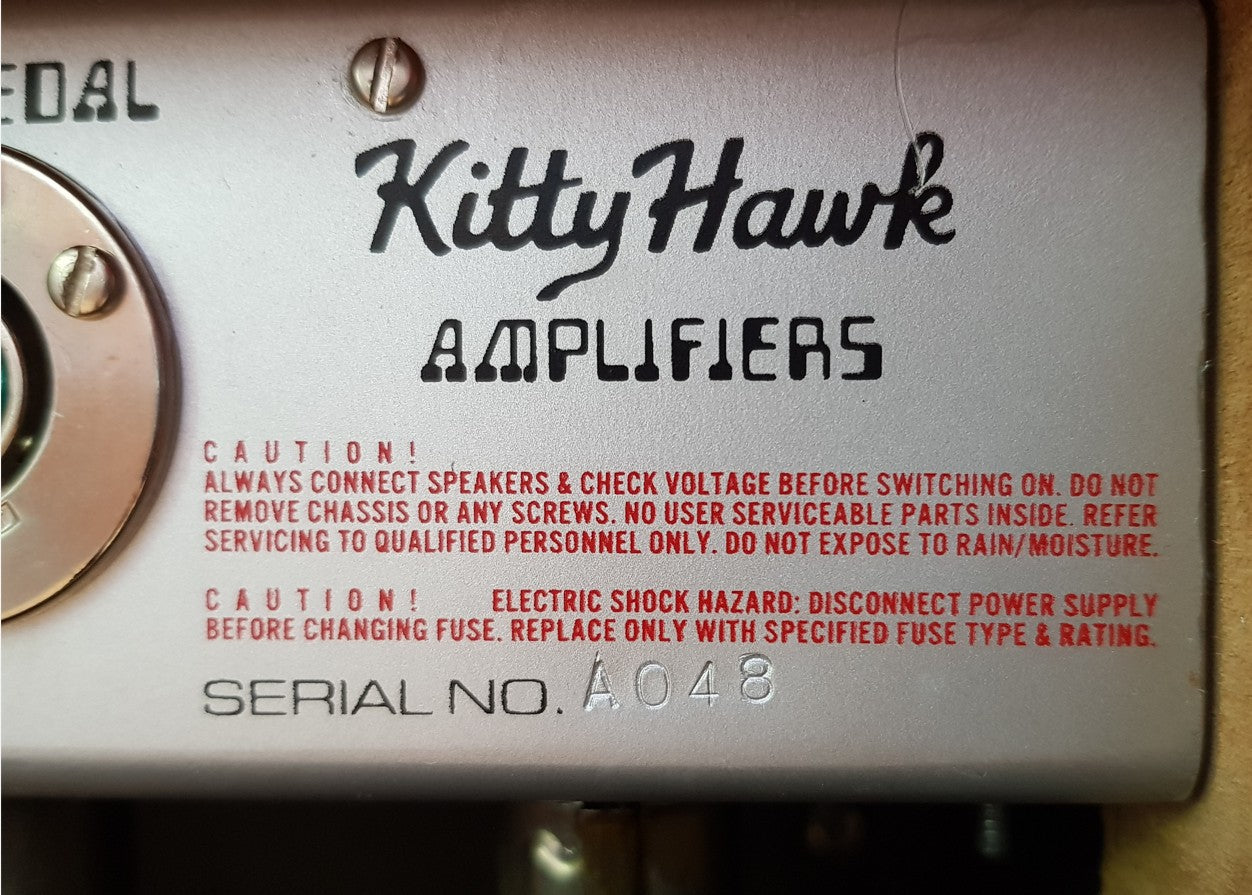 Kitty Hawk
AMPLIFIERS
CAUTION!
ALWAYS CONNECT SPEAKERS & CHECK VOLTAGE BEFORE SWITCHING ON. DO NOT
REMOVE CHASSIS OR ANY SCREWS. NO USER SERVICEABLE PARTS INSIDE. REFER
SERVICING TO QUALIFIED PERSONNEL ONLY. DO NOT EXPOSE TO RAIN/MOISTURE.
CAUTION! ELECTRIC SHOCK HAZARD: DISCONNECT POWER SUPPLY
BEFORE CHANGING FUSE. REPLACE ONLY WITH SPECIFIED FUSE TYPE & RATING.
SERIAL NO. A048